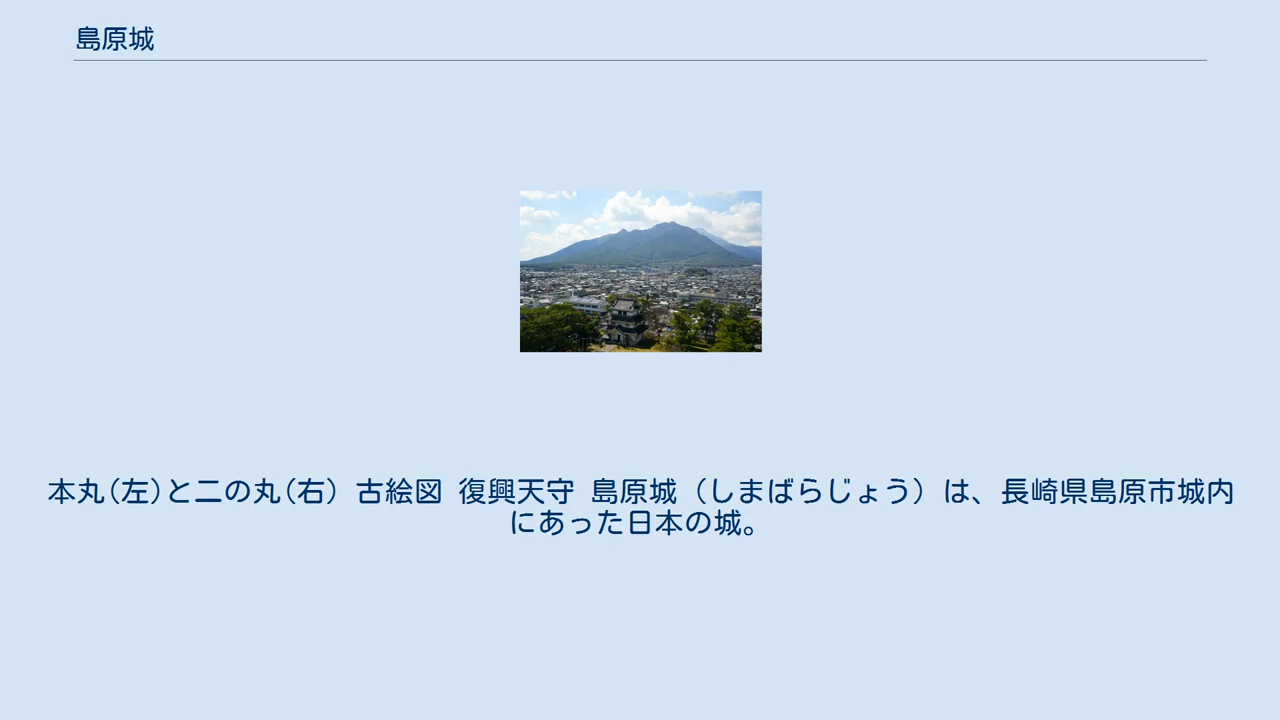 島原城
本丸(左)と二の丸(右) 古絵図 復興天守 島原城（しまばらじょう）は、長崎県島原市城内
にあった日本の城。